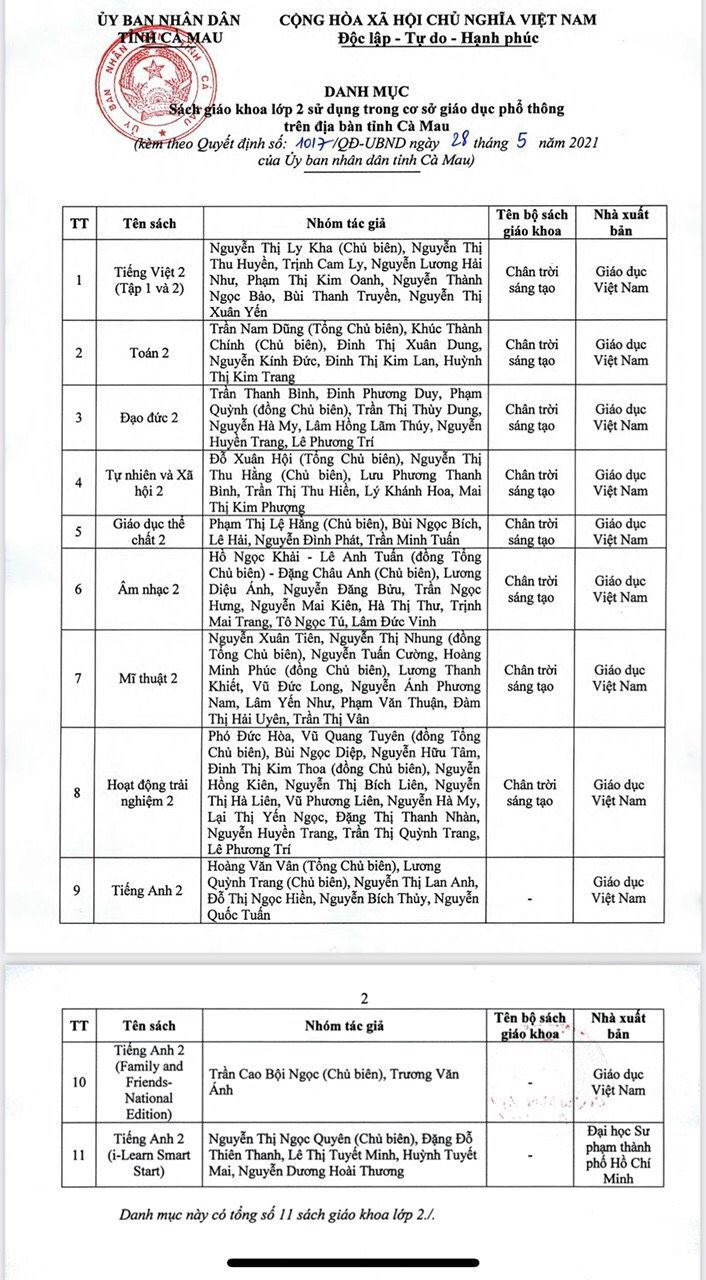 ỦY BAN NHÂN DÂN
TỈNH CÀ MAU
CỘNG HÒA XÃ HỘI CHỦ NGHĨA VIỆT NAM
Độc lập - Tự do - Hạnh phúc
DANH MỤC
Sách giáo khoa lớp 2 sử dụng trong cơ sở giáo dục phổ thông
trên địa bàn tỉnh Cà Mau
(kèm theo Quyết định số: 1017/QĐ-UBND ngày 28 tháng 5 năm 2021
của Ủy ban nhân dân tỉnh Cà Mau)
TT
Tên sách
Nhóm tác giả
Tên bộ sách
giáo khoa
Nhà xuất
bản
1
Tiếng Việt 2
(Tập 1 và 2)
Nguyễn Thị Ly Kha (Chủ biên), Nguyễn Thị
Thu Huyền, Trịnh Cam Ly, Nguyễn Lương Hải
Như, Phạm Thị Kim Oanh, Nguyễn Thành
Ngọc Bảo, Bùi Thanh Truyền, Nguyễn Thị
Xuân Yến
Chân trời
sáng tạo
Giáo dục
Việt Nam
2
Toán 2
Trần Nam Dũng (Tổng Chủ biên), Khúc Thành
Chính (Chủ biên), Đinh Thị Xuân Dung,
Nguyễn Kính Đức, Đinh Thị Kim Lan, Huỳnh
Thị Kim Trang
Chân trời
sáng tạo
Giáo dục
Việt Nam
3
Đạo đức 2
Trần Thanh Bình, Đinh Phương Duy, Phạm
Quỳnh (đồng Chủ biên), Trần Thị Thùy Dung,
Nguyễn Hà My, Lâm Hồng Lãm Thúy, Nguyễn
Huyền Trang, Lê Phương Trí
Chân trời
sáng tạo
Giáo dục
Việt Nam
4
Tự nhiên và Xã
hội 2
Đỗ Xuân Hội (Tổng Chủ biên), Nguyễn Thị
Thu Hằng (Chủ biên), Lưu Phương Thanh
Bình, Trần Thị Thu Hiền, Lý Khánh Hoa, Mai
Thị Kim Phượng
Chân trời
sáng tạo
Giáo dục
Việt Nam
5
Giáo dục thể
chất 2
Phạm Thị Lệ Hằng (Chủ biên), Bùi Ngọc Bích,
Lê Hải, Nguyễn Đình Phát, Trần Minh Tuấn
Chân trời
sáng tạo
Giáo dục
Việt Nam
6
Âm nhạc 2
Hồ Ngọc Khải - Lê Anh Tuấn (đồng Tổng
Chủ biên) - Đặng Châu Anh (Chủ biên), Lương
Diệu Ánh, Nguyễn Đăng Bửu, Trần Ngọc
Hưng, Nguyễn Mai Kiên, Hà Thị Thư, Trịnh
Mai Trang, Tô Ngọc Tú, Lâm Đức Vinh
Chân trời
sáng tạo
Giáo dục
Việt Nam
7
Mĩ thuật 2
Nguyễn Xuân Tiên, Nguyễn Thị Nhung (đồng
Tổng Chủ biên), Nguyễn Tuấn Cường, Hoàng
Minh Phúc (đồng Chủ biên), Lương Thanh
Khiết, Vũ Đức Long, Nguyễn Ánh Phương
Nam, Lâm Yến Như, Phạm Văn Thuận, Đàm
Thị Hải Uyên, Trần Thị Vân
Chân trời
sáng tạo
Giáo dục
Việt Nam
8
Hoạt động trải
nghiệm 2
Phó Đức Hòa, Vũ Quang Tuyên (đồng Tổng
Chủ biên), Bùi Ngọc Diệp, Nguyễn Hữu Tâm,
Đinh Thị Kim Thoa (đồng Chủ biên), Nguyễn
Hồng Kiên, Nguyễn Thị Bích Liên, Nguyễn
Thị Hà Liên, Vũ Phương Liên, Nguyễn Hà My,
Lại Thị Yến Ngọc, Đặng Thị Thanh Nhàn,
Nguyễn Huyền Trang, Trần Thị Quỳnh Trang,
Lê Phương Trí
Chân trời
sáng tạo
Giáo dục
Việt Nam
9
Tiếng Anh 2
Hoàng Văn Vân (Tổng Chủ biên), Lương
Quỳnh Trang (Chủ biên), Nguyễn Thị Lan Anh,
Đỗ Thị Ngọc Hiền, Nguyễn Bích Thủy, Nguyễn
Quốc Tuấn
-
Giáo dục
Việt Nam
2
TT
Tên sách
Nhóm tác giả
Tên bộ sách
giáo khoa
Nhà xuất
bản
10
Tiếng Anh 2
(Family and
Friends-
National
Edition)
Trần Cao Bội Ngọc (Chủ biên), Trương Văn
Ánh
-
Giáo dục
Việt Nam
11
Tiếng Anh 2
(i-Learn Smart
Start)
Nguyễn Thị Ngọc Quyên (Chủ biên), Đặng Đỗ
Thiên Thanh, Lê Thị Tuyết Minh, Huỳnh Tuyết
Mai, Nguyễn Dương Hoài Thương
-
Đại học Sư
phạm thành
phố Hồ Chí
Minh
Danh mục này có tổng số 11 sách giáo khoa lớp 2./.